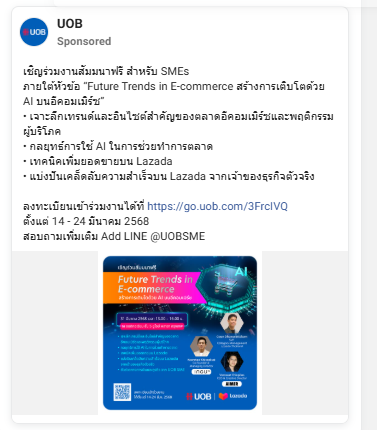 UOB
UOB
Sponsored
เชิญร่วมงานสัมมนาฟรี สำหรับ SMEs
ภายใต้หัวข้อ "Future Trends in E-commerce สร้างการเติบโตด้วย
AI บนอีคอมเมิร์ซ"
• เจาะลึกเทรนด์และอินไซต์สำคัญของตลาดอีคอมเมิร์ซและพฤติกรรม
ผู้บริโภค
• กลยุทธ์การใช้ AI ในการช่วยทำการตลาด
• เทคนิคเพิ่มยอดขายบน Lazada
• แบ่งปันเคล็ดลับความสำเร็จบน Lazada จากเจ้าของธุรกิจตัวจริง
ลงทะเบียนเข้าร่วมงานได้ที่ https://go.uob.com/3FrcIVQ
ตั้งแต่ 14 - 24 มีนาคม 2568
สอบถามเพิ่มเติม Add LINE @UOBSME
เชิญร่วมสัมมนาฟรี
Future Trends in
E-commerce
สร้างการเติบโตด้วย AI บนอีคอมเมิร์ซ
AI
AIMER
UOB
Lazada